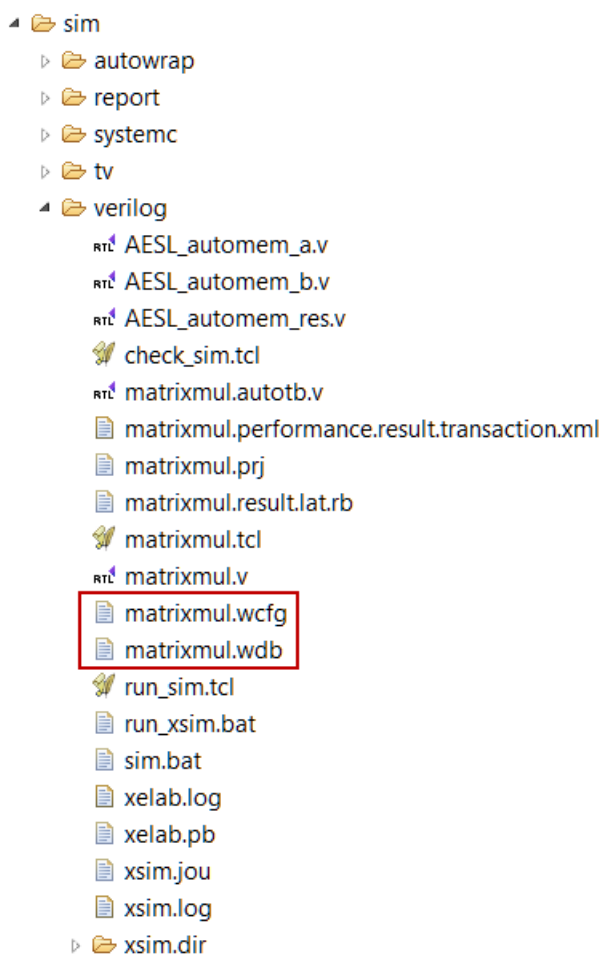 sim
autowrap
report
systemc
tv
verilog
RTL AESL_automem_a.v
RTL AESL_automem_b.v
RTL AESL_automem_res.v
check_sim.tcl
RTL matrixmul.autotb.v
matrixmul.performance.result.transaction.xml
matrixmul.prj
matrixmul.result.lat.rb
matrixmul.tcl
RTL matrixmul.v
matrixmul.wcfg
matrixmul.wdb
run_sim.tcl
run_xsim.bat
sim.bat
xelab.log
xelab.pb
xsim.jou
xsim.log
xsim.dir